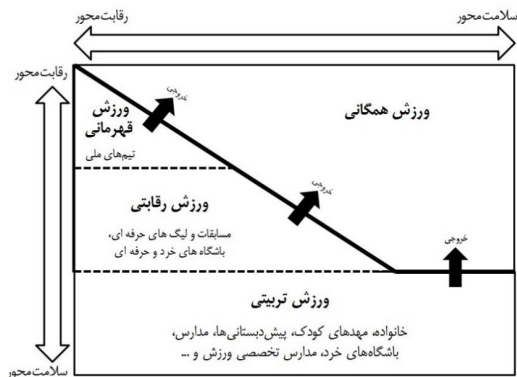 سلامت‌محور
رقابت‌محور
رقابت‌محور
ورزش همگانی
خروجی
ورزش
قهرمانی
تیم‌های ملی
خروجی
ورزش رقابتی
مسابقات و لیگ های حرفه ای،
باشگاه های خرد و حرفه ای
خروجی
ورزش تربیتی
خانواده، مهدهای کودک، پیش‌دبستانی‌ها، مدارس،
باشگاه‌های خرد، مدارس تخصصی ورزش و ...
سلامت‌محور